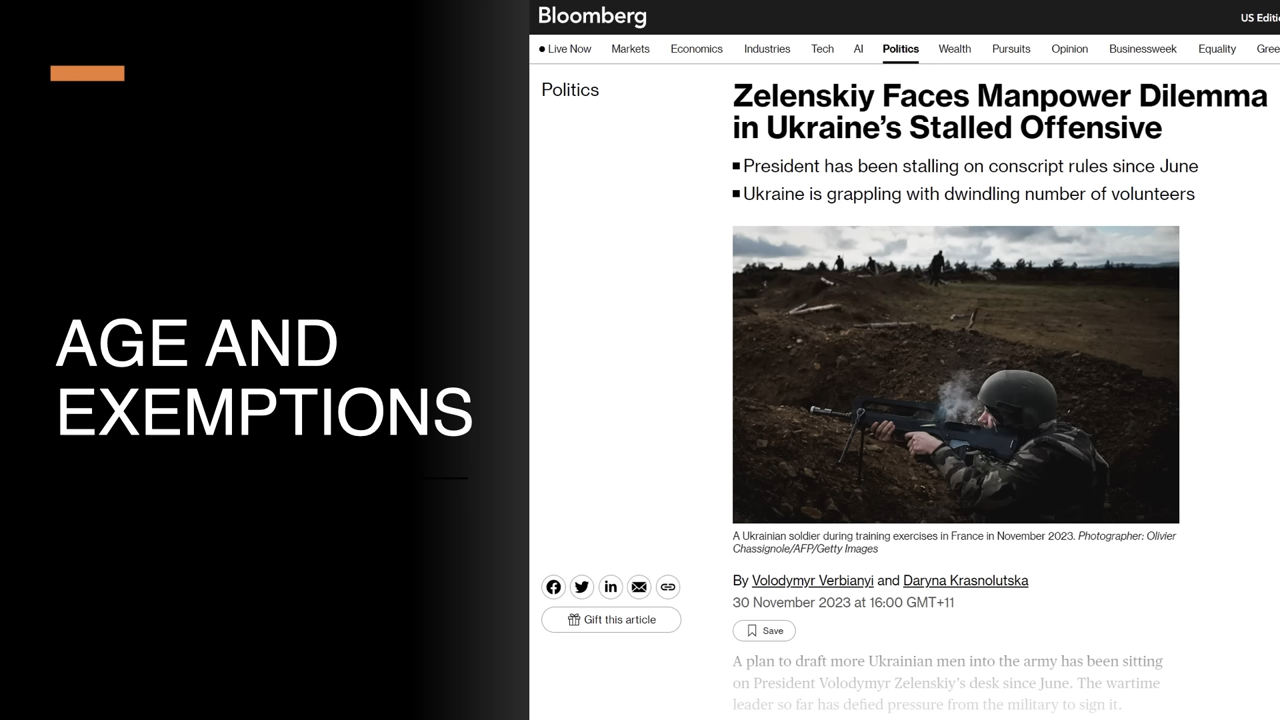 AGE AND
EXEMPTIONS
Bloomberg
US Editi
Live Now Markets Economics Industries Tech AI Politics Wealth Pursuits Opinion Businessweek Equality Gree
Politics
Zelenskiy Faces Manpower Dilemma
in Ukraine’s Stalled Offensive
President has been stalling on conscript rules since June
Ukraine is grappling with dwindling number of volunteers
A Ukrainian soldier during training exercises in France in November 2023. Photographer: Olivier
Chassignole/AFP/Getty Images
By Volodymyr Verbianyi and Daryna Krasnolutska
30 November 2023 at 16:00 GMT+11
Gift this article
Save
A plan to draft more Ukrainian men into the army has been sitting
on President Volodymyr Zelenskiy’s desk since June. The wartime
leader so far has defied pressure from the military to sign it.